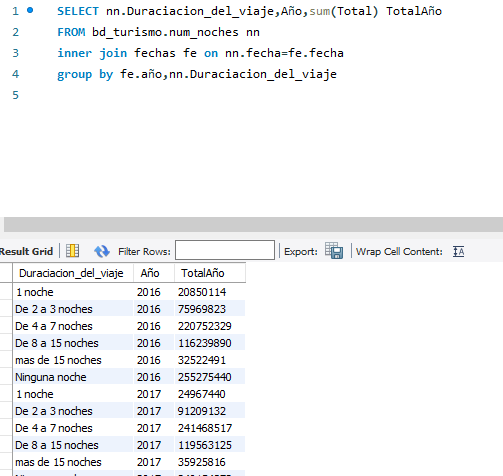 1 SELECT nn.Duraciacion_del_viaje,Año,sum(Total) TotalAño
2 FROM bd_turismo.num_noches nn
3 inner join fechas fe on nn.fecha=fe.fecha
4 group by fe.año,nn.Duraciacion_del_viaje
5
Result Grid Filter Rows: Export: Wrap Cell Content:
Duraciacion_del_viaje Año TotalAño
1 noche 2016 20850114
De 2 a 3 noches 2016 75969823
De 4 a 7 noches 2016 220752329
De 8 a 15 noches 2016 116239890
mas de 15 noches 2016 32522491
Ninguna noche 2016 255275440
1 noche 2017 24967440
De 2 a 3 noches 2017 91209132
De 4 a 7 noches 2017 241468517
De 8 a 15 noches 2017 119563125
mas de 15 noches 2017 35925816